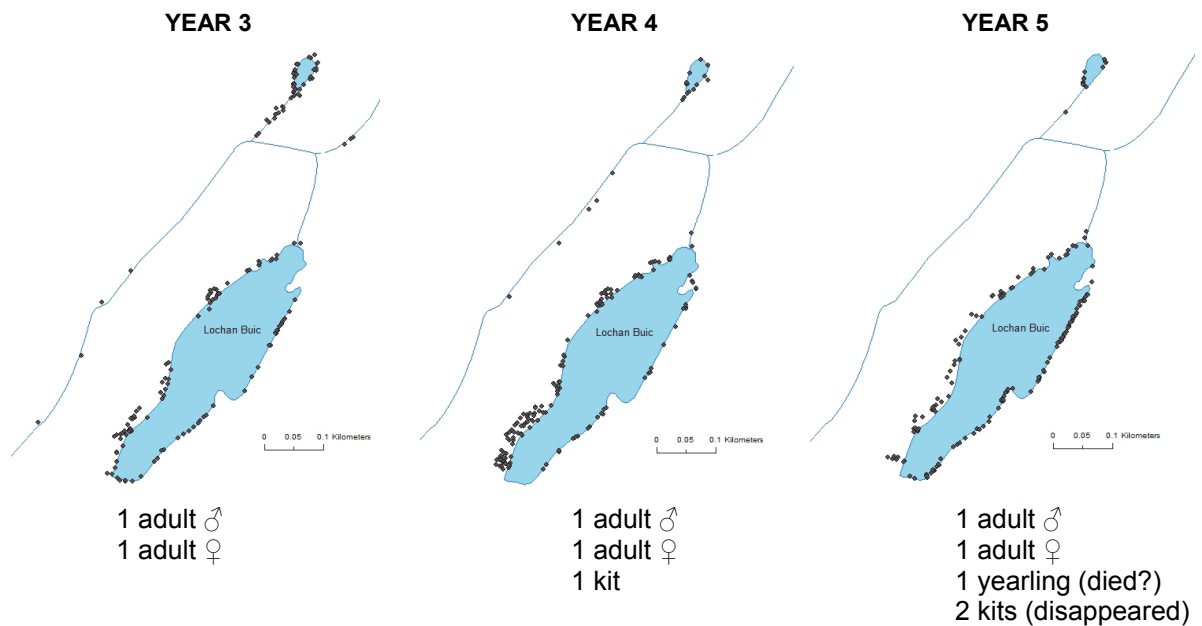 YEAR 3
YEAR 4
YEAR 5
Lochan Buic
0 0.05 0.1 Kilometers
Lochan Buic
0 0.05 0.1 Kilometers
Lochan Buic
0 0.05 0.1 Kilometers
1 adult ♂
1 adult ♀
1 adult ♂
1 adult ♀
1 kit
1 adult ♂
1 adult ♀
1 yearling (died?)
2 kits (disappeared)